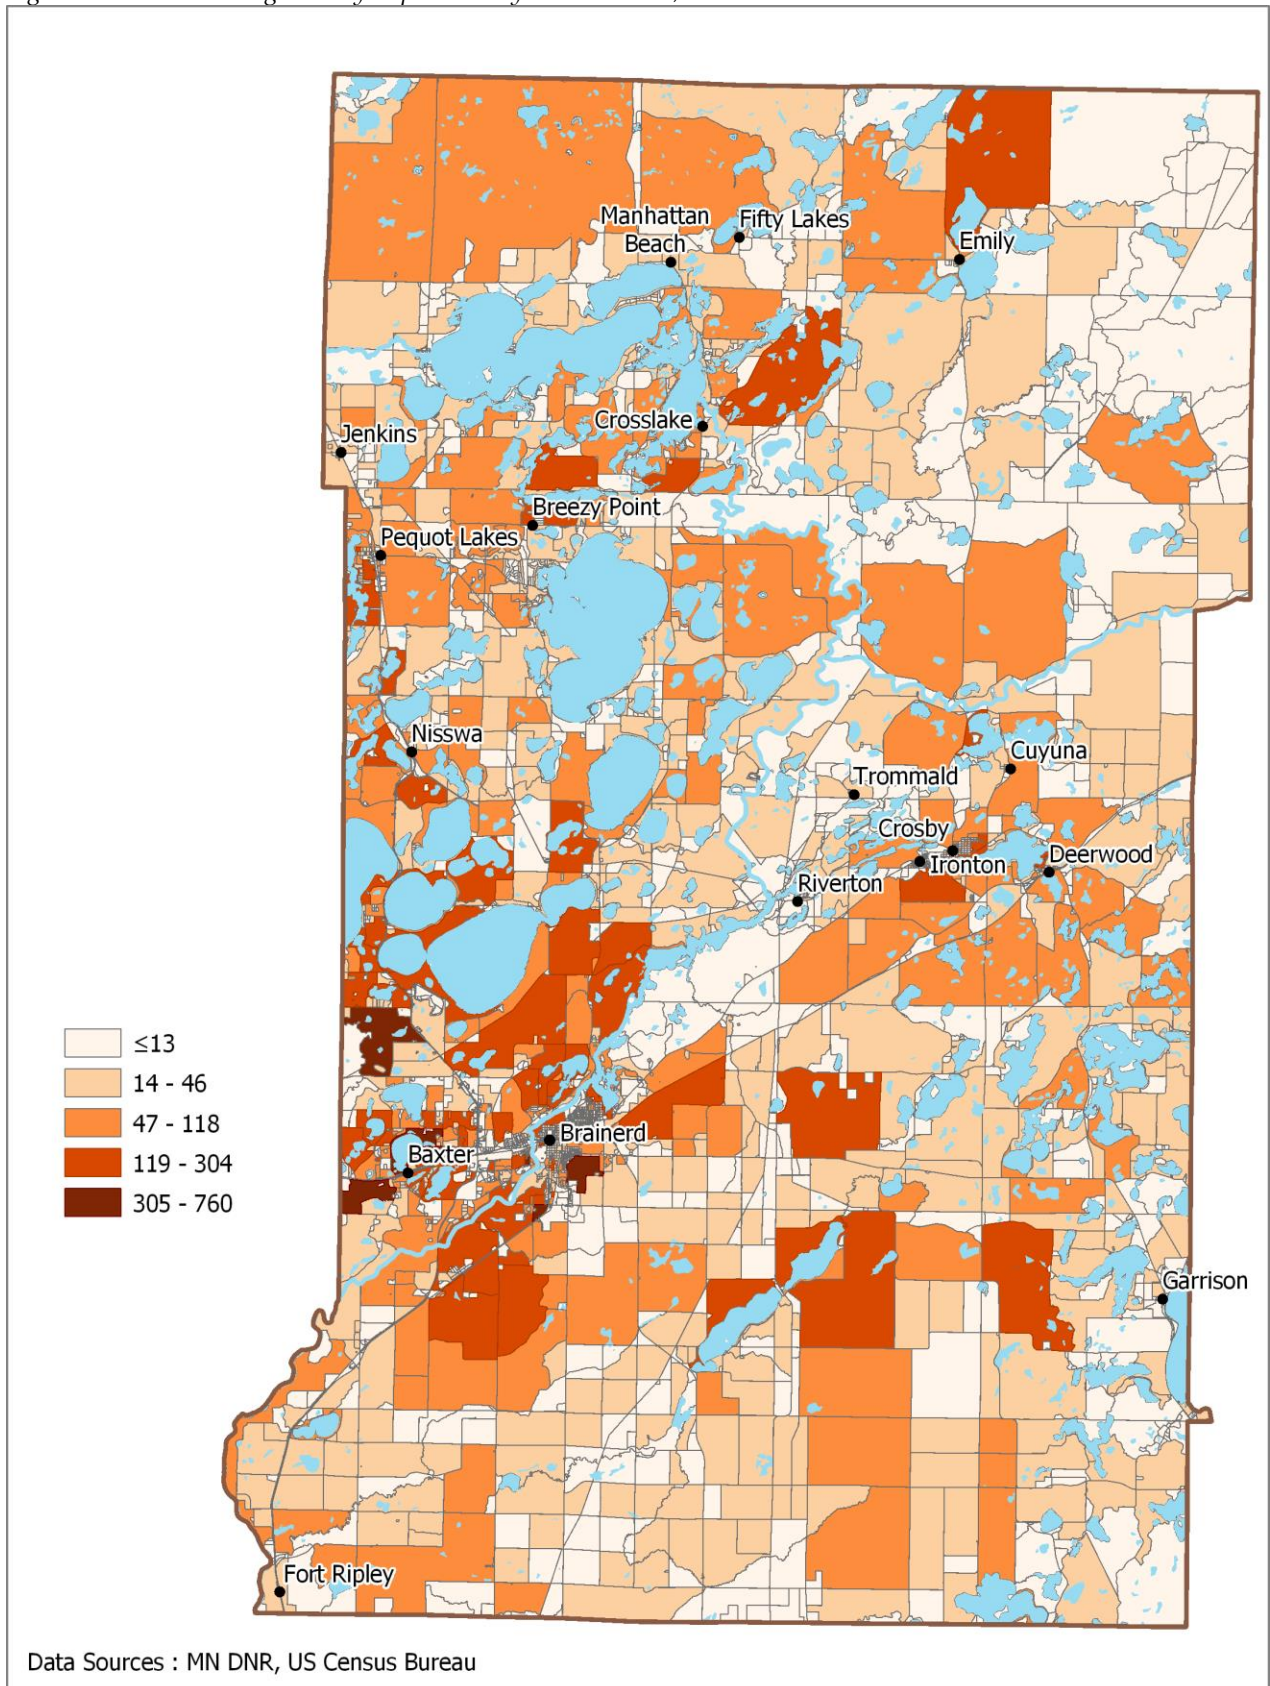 Manhattan
Beach
Fifty Lakes
Emily
Crosslake
Jenkins
Breezy Point
Pequot Lakes
Nisswa
Cuyuna
Trommald
Crosby
Ironton
Deerwood
Riverton
≤13
14 - 46
47 - 118
119 - 304
305 - 760
Brainerd
Baxter
Garrison
Fort Ripley
Data Sources : MN DNR, US Census Bureau